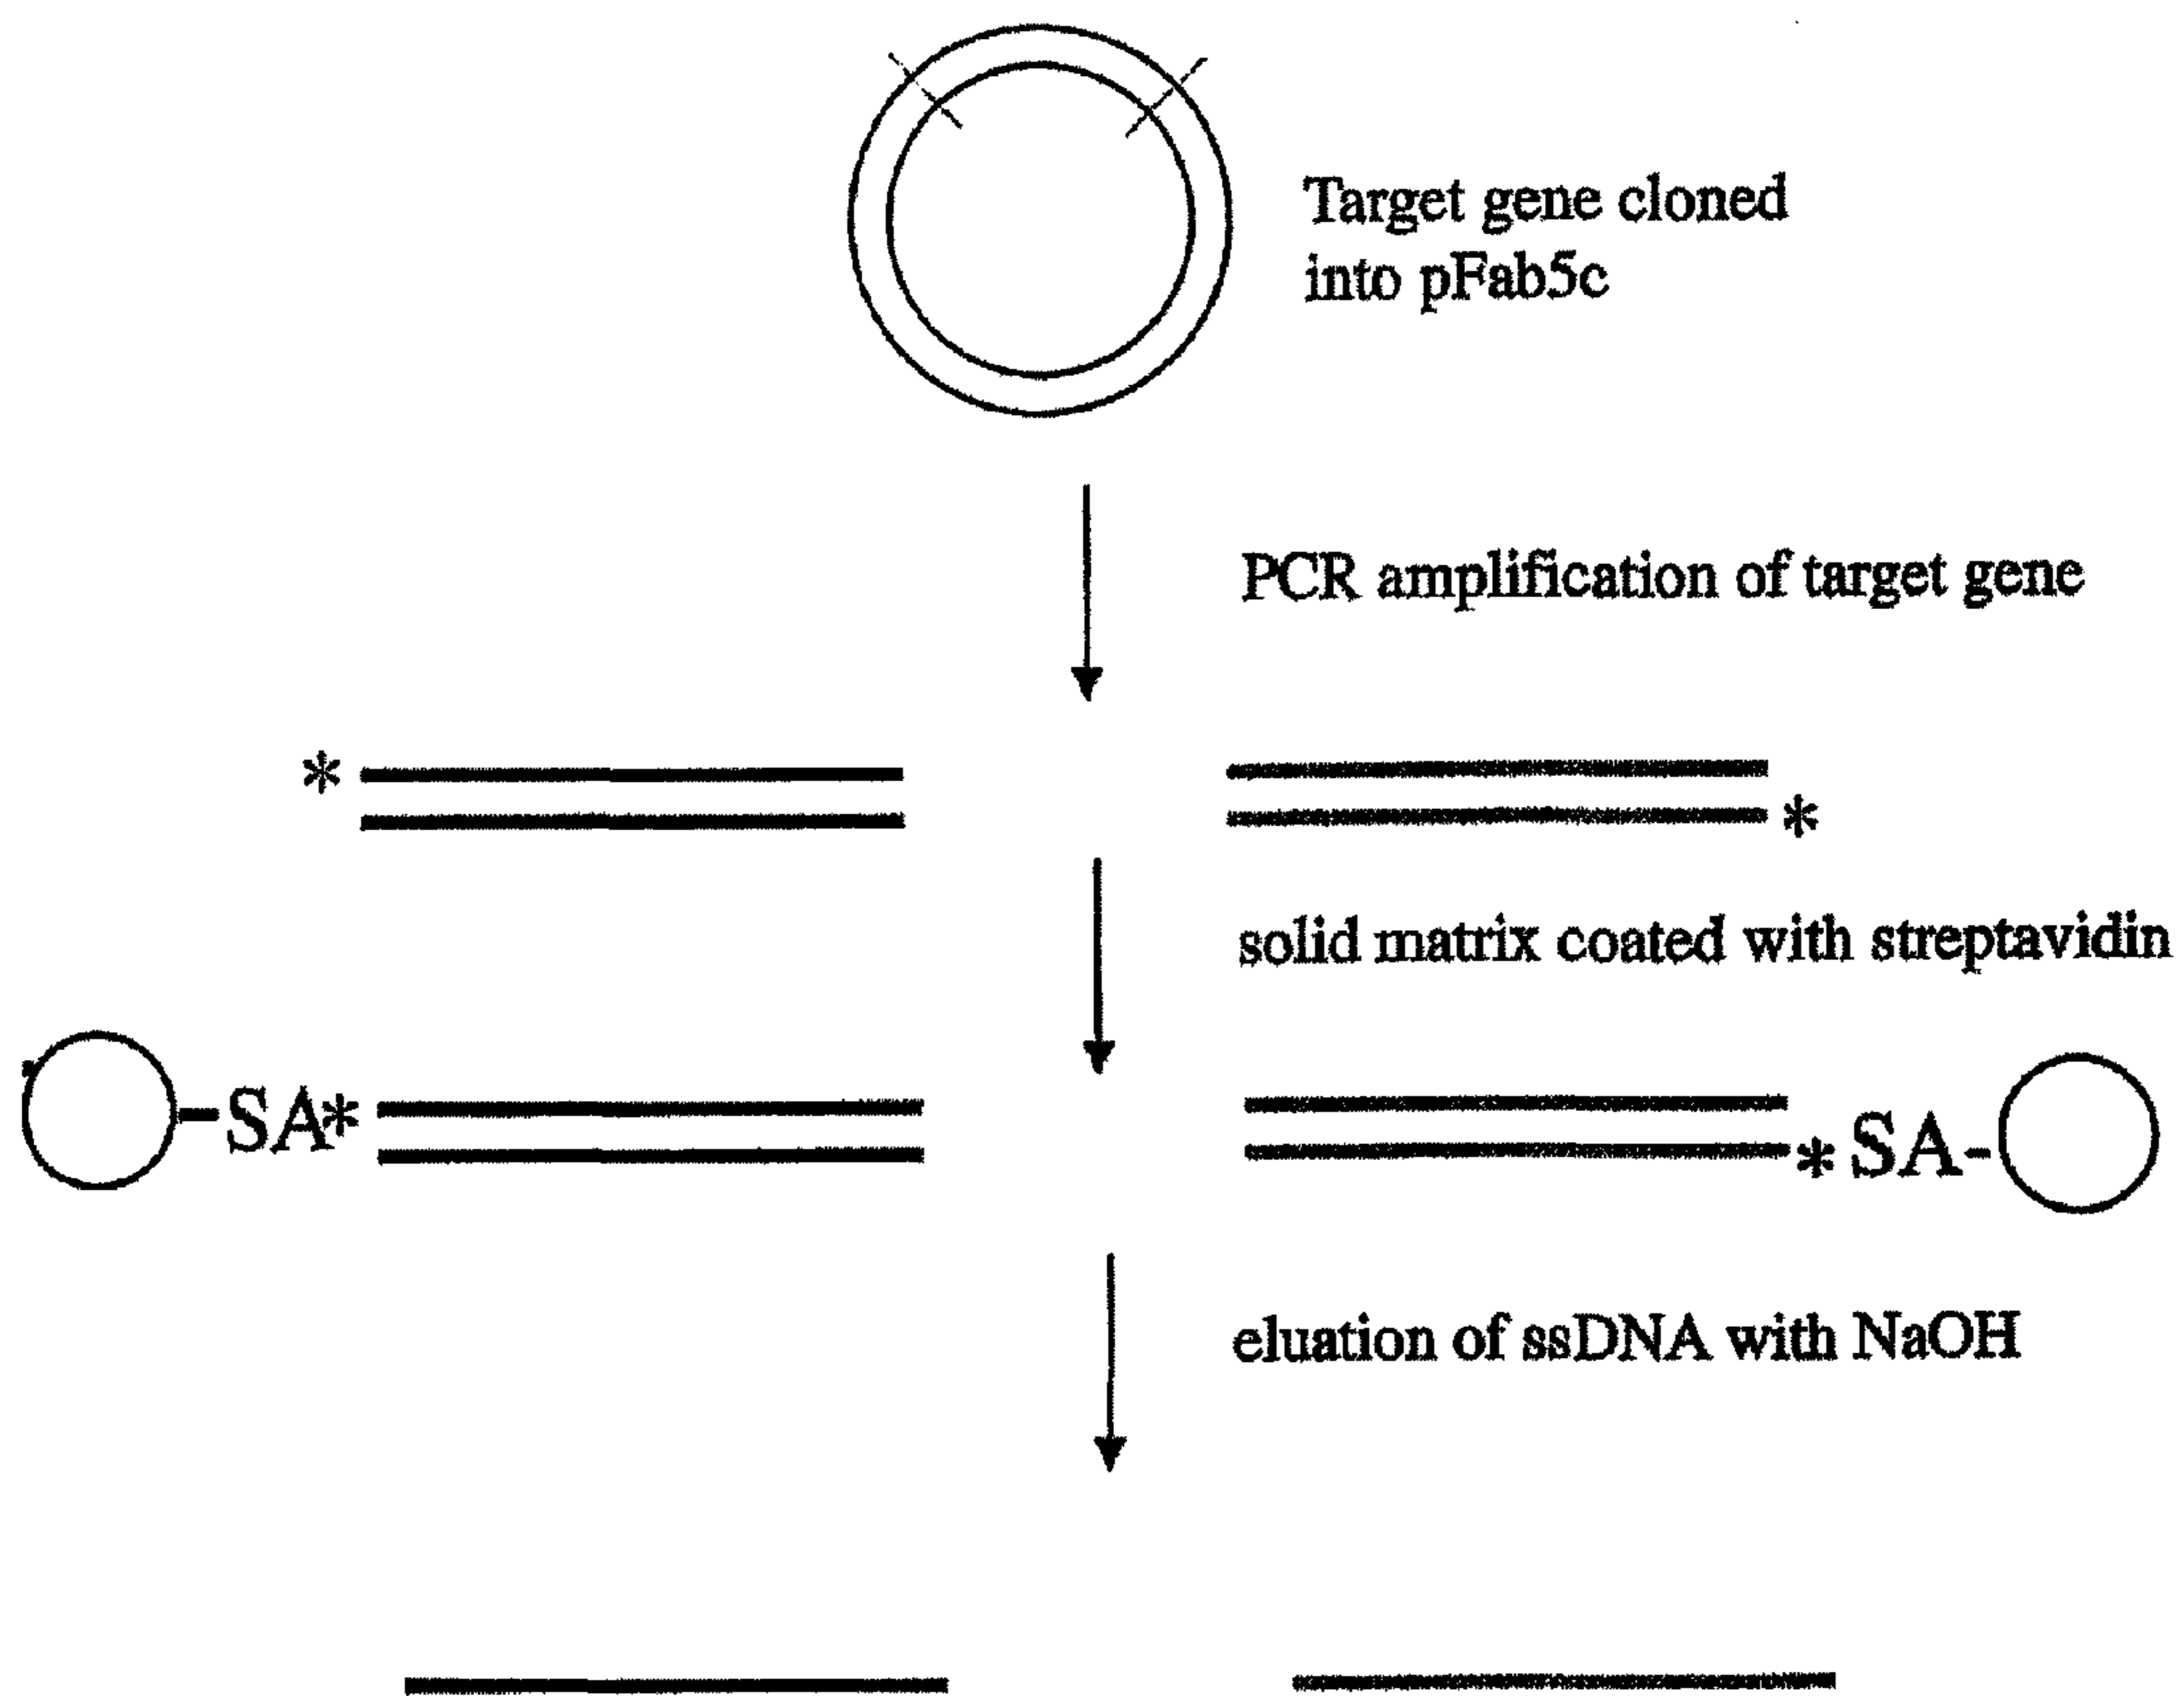 Target gene cloned
into pFab5c
PCR amplification of target gene
*
*
solid matrix coated with streptavidin
-SA*
*SA-
eluation of ssDNA with NaOH